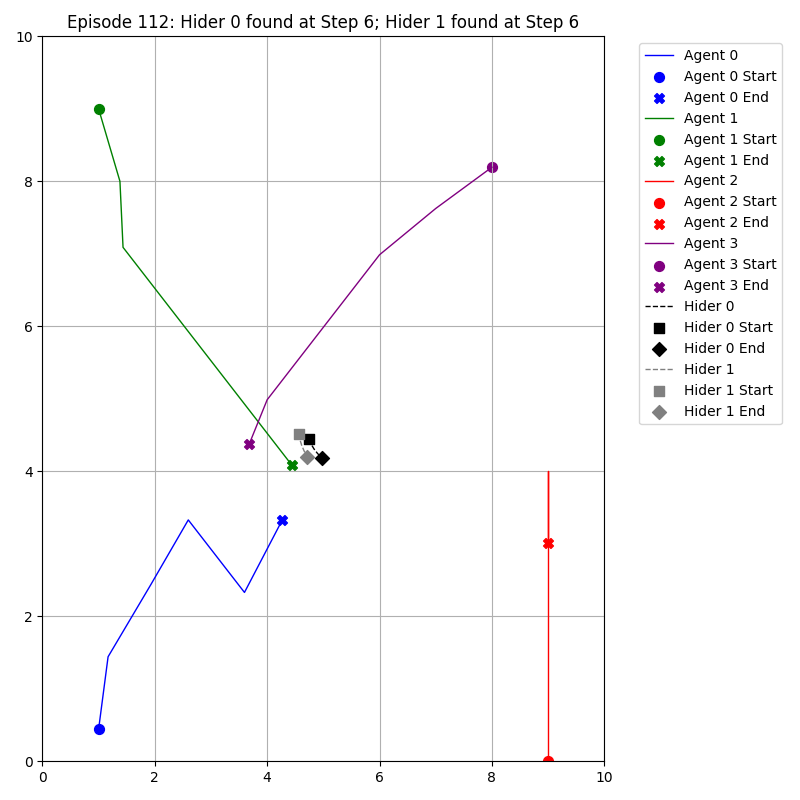 Episode 112: Hider 0 found at Step 6; Hider 1 found at Step 6
10
8
6
4
2
0
0
2
4
6
8
10
Agent 0
Agent 0 Start
Agent 0 End
Agent 1
Agent 1 Start
Agent 1 End
Agent 2
Agent 2 Start
Agent 2 End
Agent 3
Agent 3 Start
Agent 3 End
Hider 0
Hider 0 Start
Hider 0 End
Hider 1
Hider 1 Start
Hider 1 End